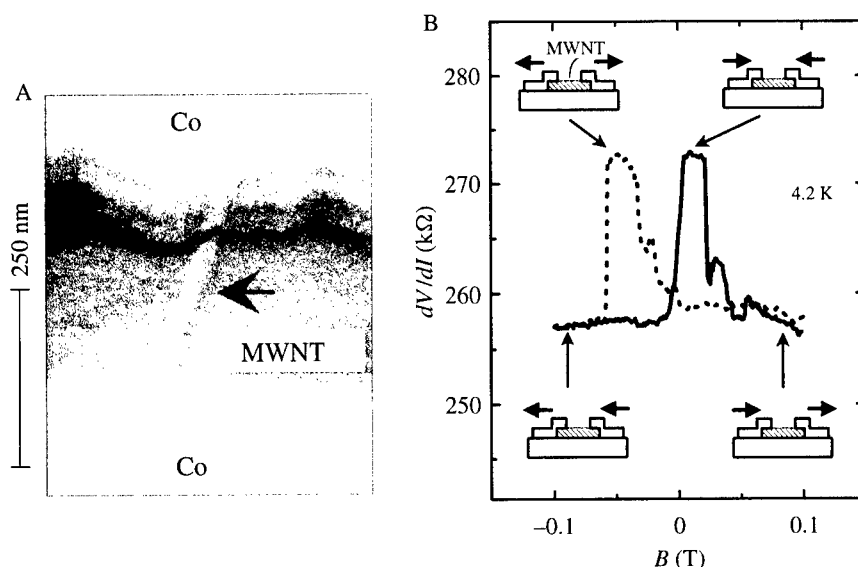 A
Co
250 nm
MWNT
Co
B
MWNT
280
270
260
250
dV/dI (kΩ)
4.2 K
−0.1
0
0.1
B (T)